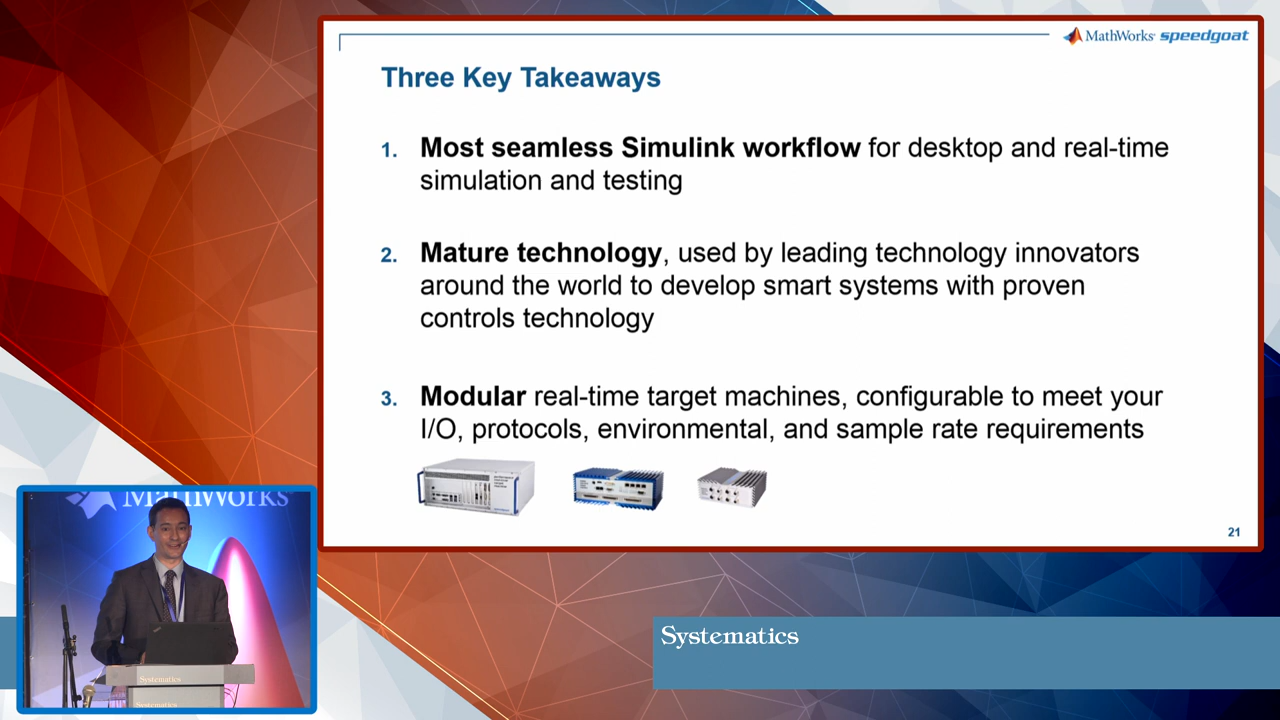 MathWorks speedgoat
Three Key Takeaways
1. Most seamless Simulink workflow for desktop and real-time
simulation and testing
2. Mature technology, used by leading technology innovators
around the world to develop smart systems with proven
controls technology
3. Modular real-time target machines, configurable to meet your
I/O, protocols, environmental, and sample rate requirements
21
MathWorks
Systematics
Systematics
Systematics